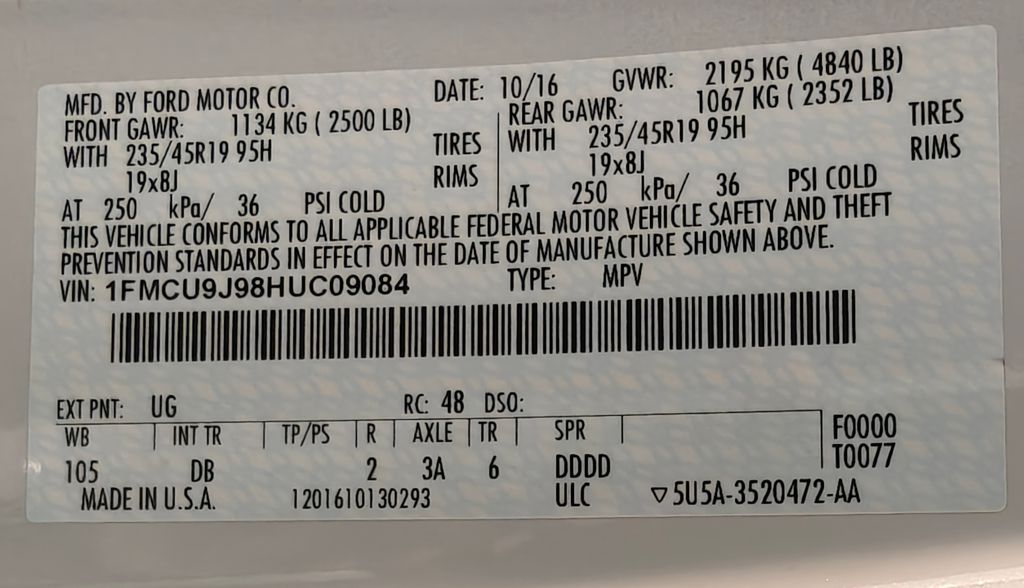 MFD. BY FORD MOTOR CO. DATE: 10/16 GVWR: 2195 KG ( 4840 LB)
FRONT GAWR: 1134 KG ( 2500 LB) REAR GAWR: 1067 KG ( 2352 LB)
WITH 235/45R19 95H TIRES WITH 235/45R19 95H TIRES
19x8J RIMS 19x8J RIMS
AT 250 kPa/ 36 PSI COLD AT 250 kPa/ 36 PSI COLD
THIS VEHICLE CONFORMS TO ALL APPLICABLE FEDERAL MOTOR VEHICLE SAFETY AND THEFT
PREVENTION STANDARDS IN EFFECT ON THE DATE OF MANUFACTURE SHOWN ABOVE.
VIN: 1FMCU9J98HUC09084 TYPE: MPV
EXT PNT: UG RC: 48 DSO:
WB INT TR TP/PS R AXLE TR SPR F0000
105 DB 2 3A 6 DDDD T0077
MADE IN U.S.A. 1201610130293 ULC ▽5U5A-3520472-AA